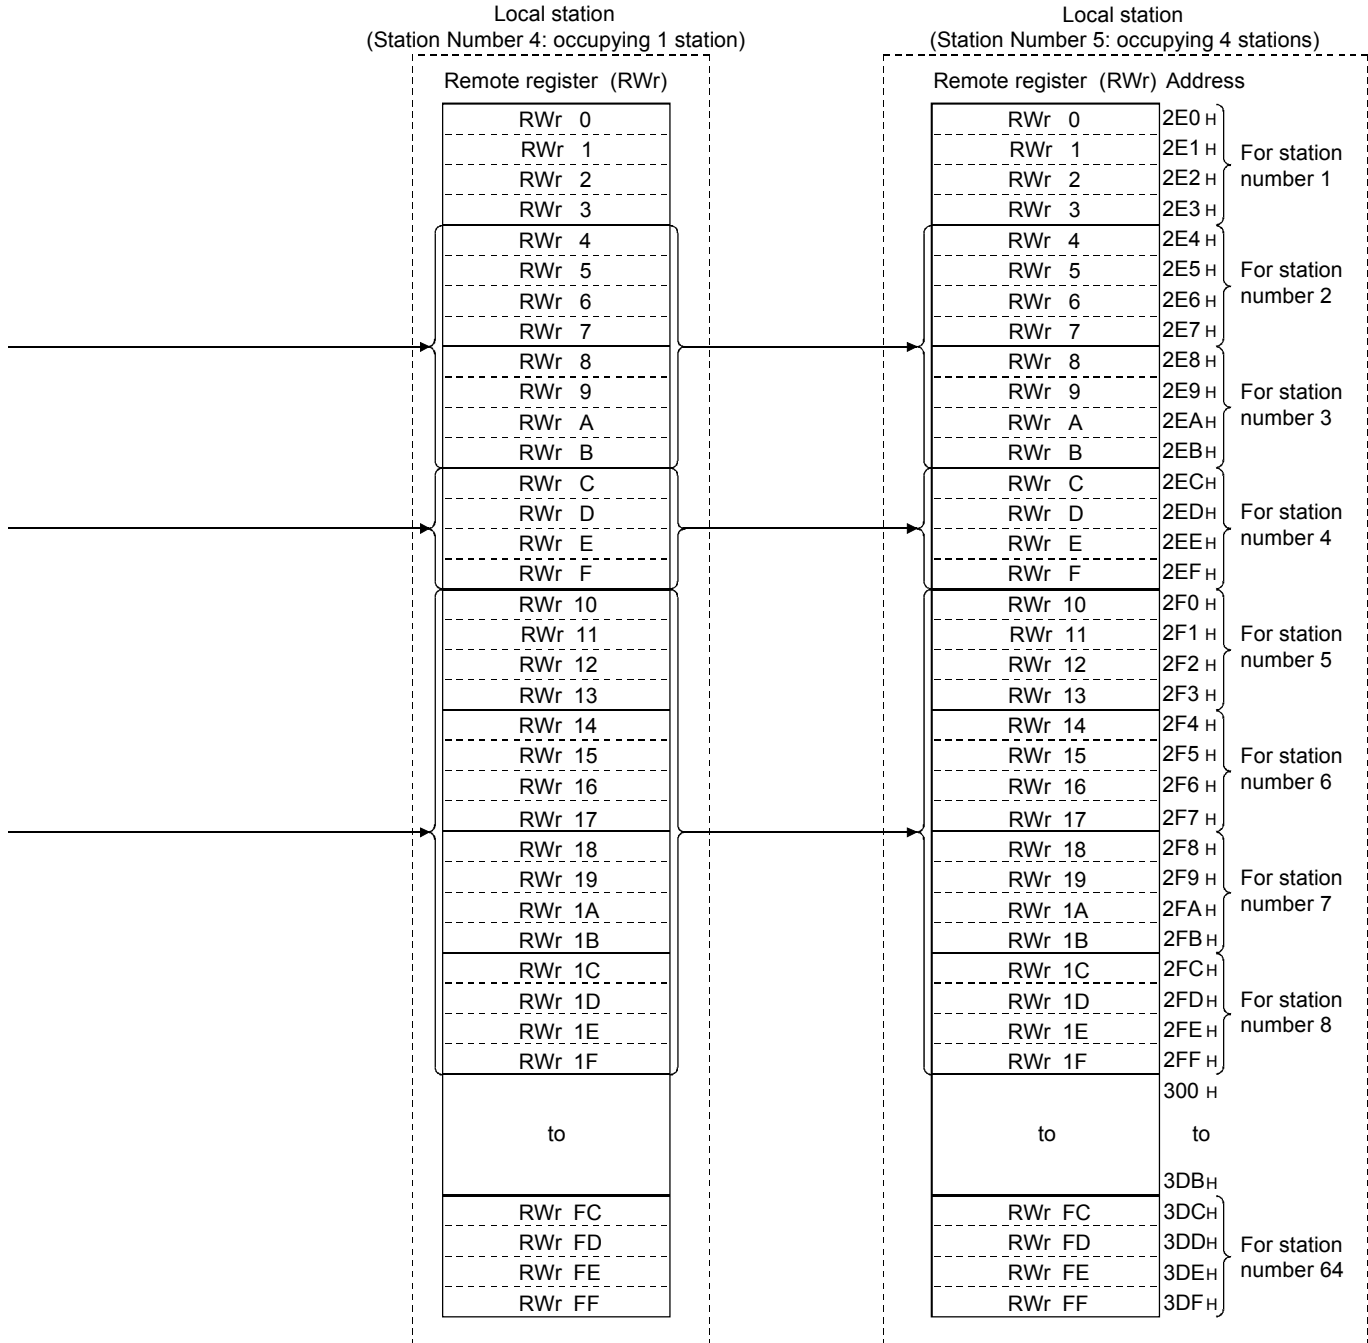 Local station
(Station Number 4: occupying 1 station)
Local station
(Station Number 5: occupying 4 stations)
Remote register (RWr)
Remote register (RWr) Address
RWr 0
RWr 0
2E0 H
RWr 1
RWr 1
2E1 H
RWr 2
RWr 2
2E2 H
RWr 3
RWr 3
2E3 H
For station
number 1
RWr 4
RWr 4
2E4 H
RWr 5
RWr 5
2E5 H
RWr 6
RWr 6
2E6 H
RWr 7
RWr 7
2E7 H
For station
number 2
RWr 8
RWr 8
2E8 H
RWr 9
RWr 9
2E9 H
RWr A
RWr A
2EA H
RWr B
RWr B
2EB H
For station
number 3
RWr C
RWr C
2EC H
RWr D
RWr D
2ED H
RWr E
RWr E
2EE H
RWr F
RWr F
2EF H
For station
number 4
RWr 10
RWr 10
2F0 H
RWr 11
RWr 11
2F1 H
RWr 12
RWr 12
2F2 H
RWr 13
RWr 13
2F3 H
For station
number 5
RWr 14
RWr 14
2F4 H
RWr 15
RWr 15
2F5 H
RWr 16
RWr 16
2F6 H
RWr 17
RWr 17
2F7 H
For station
number 6
RWr 18
RWr 18
2F8 H
RWr 19
RWr 19
2F9 H
RWr 1A
RWr 1A
2FA H
RWr 1B
RWr 1B
2FB H
For station
number 7
RWr 1C
RWr 1C
2FC H
RWr 1D
RWr 1D
2FD H
RWr 1E
RWr 1E
2FE H
RWr 1F
RWr 1F
2FF H
For station
number 8
300 H
to
to
to
3DB H
RWr FC
RWr FC
3DC H
RWr FD
RWr FD
3DD H
RWr FE
RWr FE
3DE H
RWr FF
RWr FF
3DF H
For station
number 64